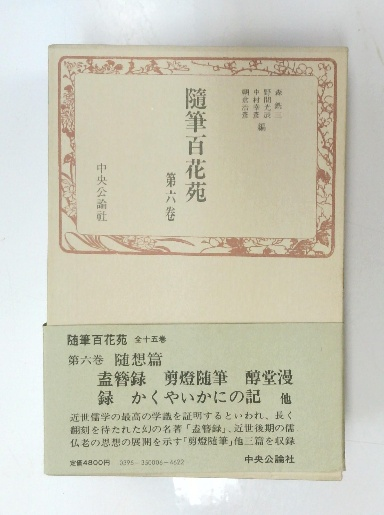 森銑三
野間光辰
中村幸彦
朝倉治彦
編
隨筆百花苑
第六巻
中央公論社
随筆百花苑 全十五巻
第六巻 随想篇
盍簪録 剪燈随筆 醇堂漫
録 かくやいかにの記 他
近世儒学の最高の学識を証明するといわれ、長く
翻刻を待たれた幻の名著「盍簪録」、近世後期の儒
仏老の思想の展開を示す「剪燈随筆」他三篇を収録
定価4800円 0395-350006-4622 中央公論社